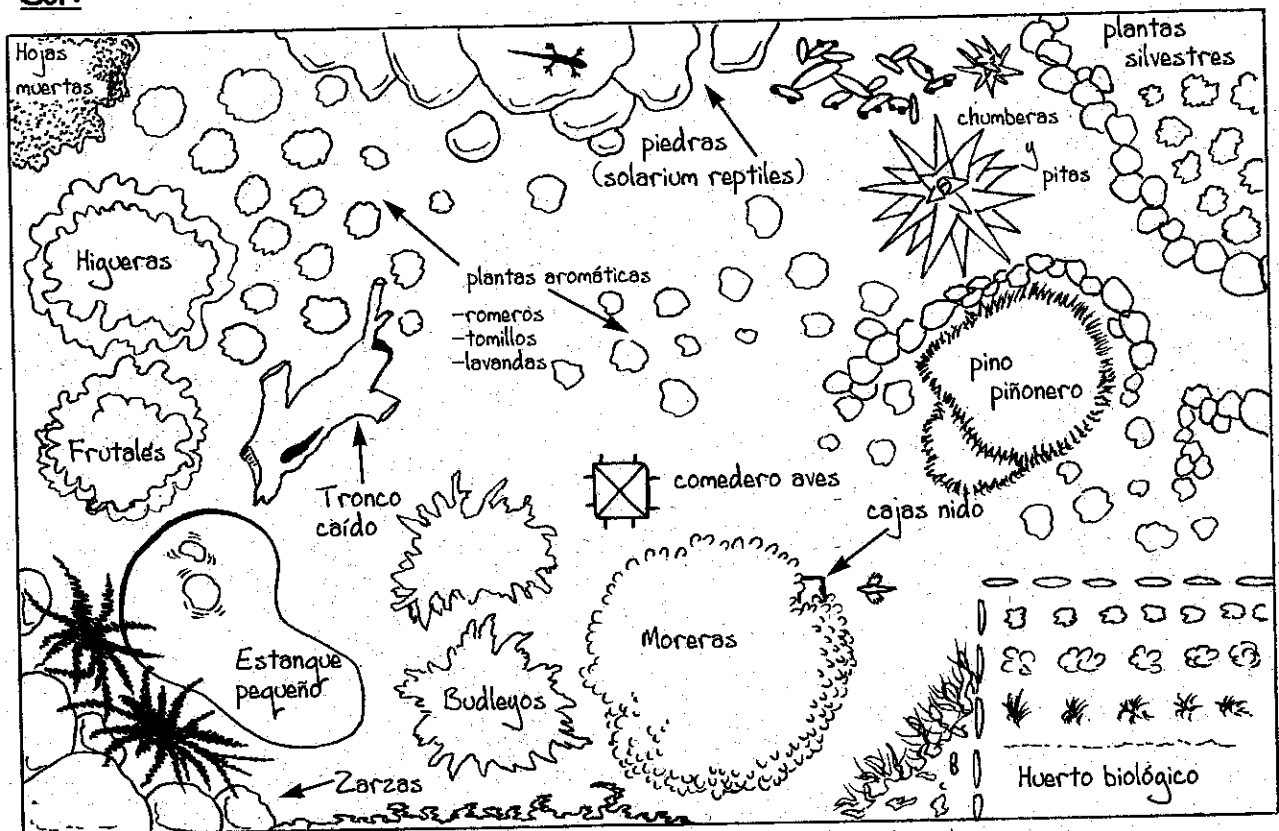 Hojas
muertas
plantas
silvestres
chumberas
y
pitas
piedras
(solarium reptiles)
Higueras
plantas aromáticas
-romeros
-tomillos
-lavandas
pino
piñonero
Frutales
Tronco
caído
comedero aves
cajas nido
Estanque
pequeño
Budleyos
Moreras
Zarzas
Huerto biológico